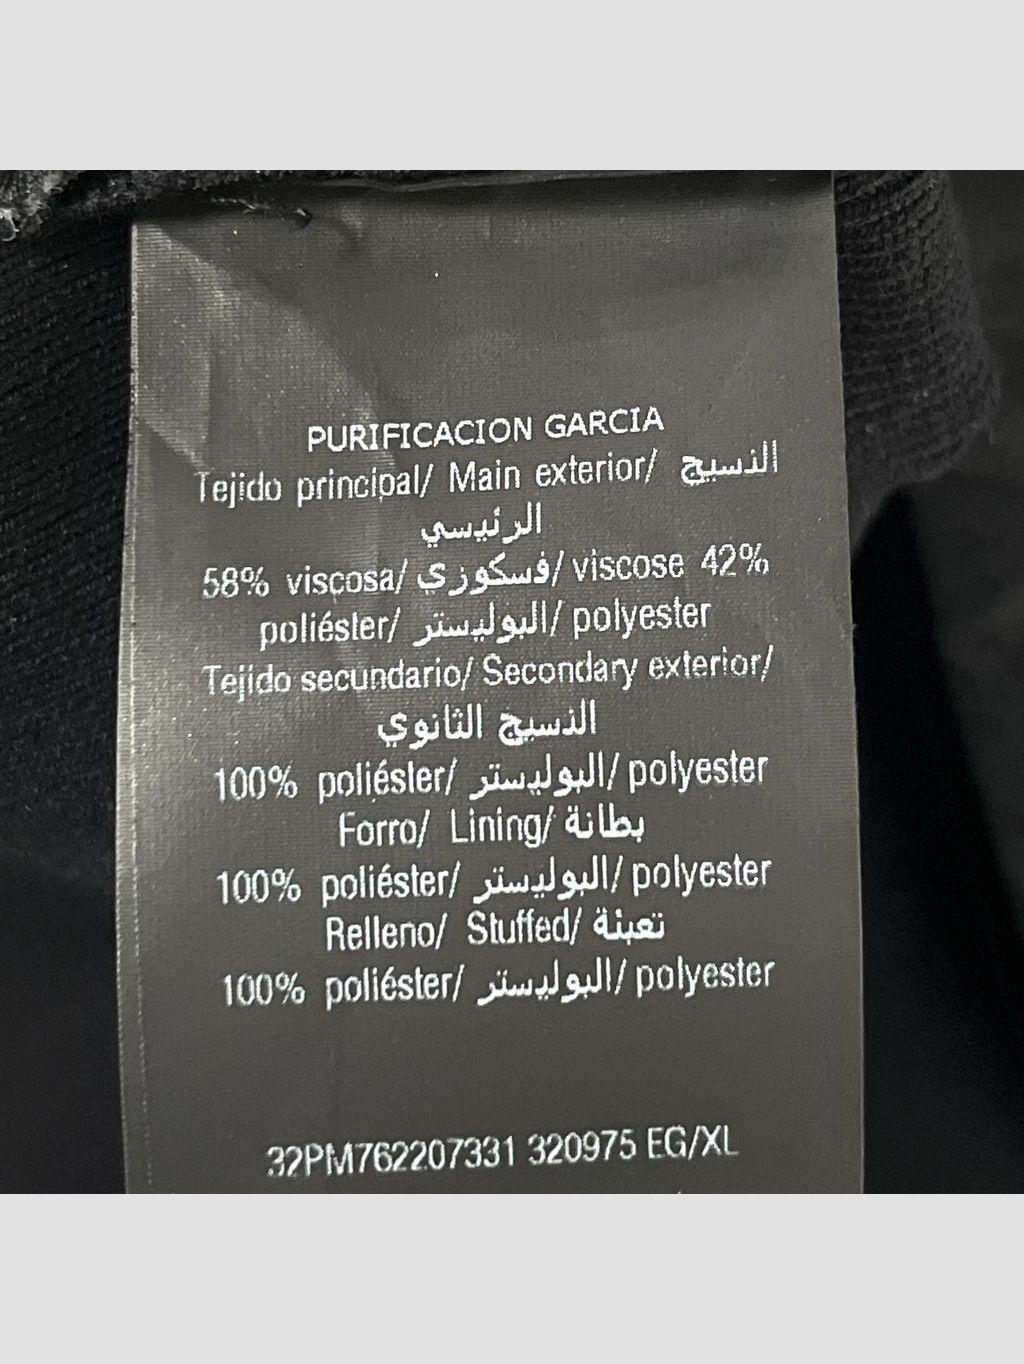 PURIFICACION GARCIA
Tejido principal/ Main exterior/ النسيج
الرئيسي
58% viscosa/ فسكوزي/ viscose 42%
poliéster/ البوليستر/ polyester
Tejido secundario/ Secondary exterior/
النسيج الثانوي
100% poliéster/ البوليستر/ polyester
Forro/ Lining/ بطانة
100% poliéster/ البوليستر/ polyester
Relleno/ Stuffed/ تعبئة
100% poliéster/ البوليستر/ polyester
32PM762207331 320975 EG/XL